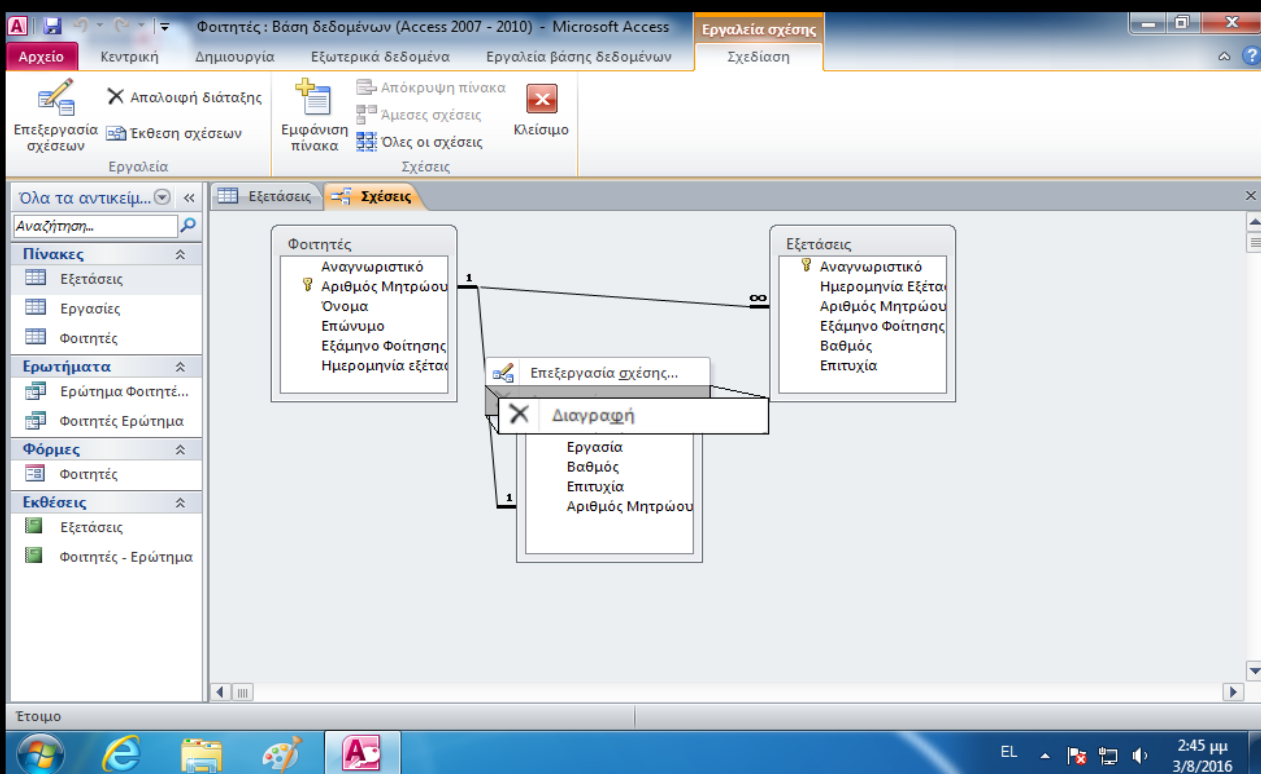 Φοιτητές : Βάση δεδομένων (Access 2007 - 2010) - Microsoft Access
Εργαλεία σχέσης
Αρχείο Κεντρική Δημιουργία Εξωτερικά δεδομένα Εργαλεία βάσης δεδομένων Σχεδίαση
Επεξεργασία σχέσεων
Απαλοιφή διάταξης
Έκθεση σχέσεων
Εργαλεία
Εμφάνιση πίνακα
Απόκρυψη πίνακα
Άμεσες σχέσεις
Όλες οι σχέσεις
Κλείσιμο
Σχέσεις
Όλα τα αντικείμ...
Αναζήτηση...
Πίνακες
Εξετάσεις
Εργασίες
Φοιτητές
Ερωτήματα
Ερώτημα Φοιτητέ...
Φοιτητές Ερώτημα
Φόρμες
Φοιτητές
Εκθέσεις
Εξετάσεις
Φοιτητές - Ερώτημα
Εξετάσεις Σχέσεις
Φοιτητές
Αναγνωριστικό
Αριθμός Μητρώου
Όνομα
Επώνυμο
Εξάμηνο Φοίτησης
Ημερομηνία εξέτασ
1
∞
Εξετάσεις
Αναγνωριστικό
Ημερομηνία Εξέτα
Αριθμός Μητρώου
Εξάμηνο Φοίτησης
Βαθμός
Επιτυχία
Επεξεργασία σχέσης...
Διαγραφή
Εργασία
Βαθμός
Επιτυχία
Αριθμός Μητρώου
1
Έτοιμο
EL
2:45 μμ
3/8/2016